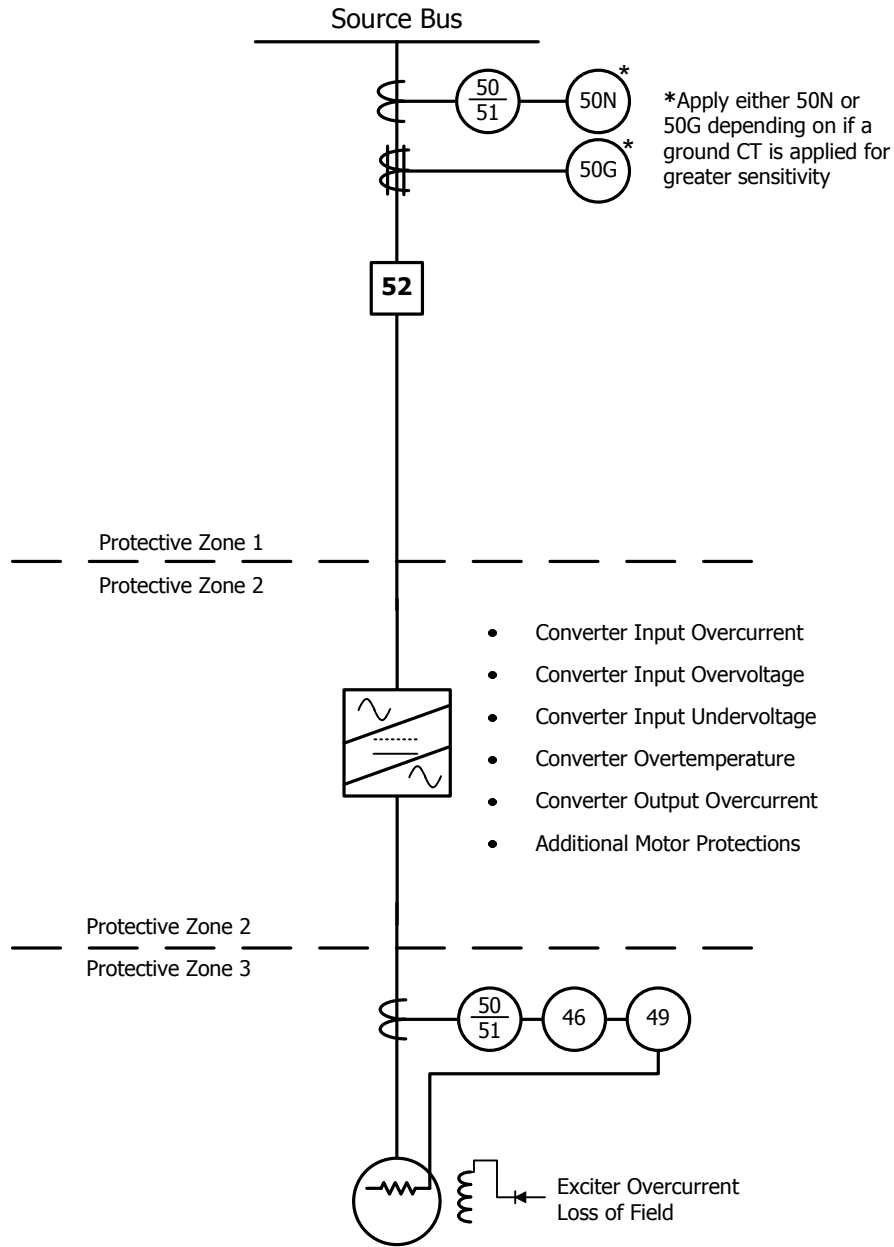 Source Bus
50
51
50N
*
*Apply either 50N or
50G depending on if a
ground CT is applied for
greater sensitivity
50G
*
52
Protective Zone 1
Protective Zone 2
• Converter Input Overcurrent
• Converter Input Overvoltage
• Converter Input Undervoltage
• Converter Overtemperature
• Converter Output Overcurrent
• Additional Motor Protections
Protective Zone 2
Protective Zone 3
50
51
46
49
Exciter Overcurrent
Loss of Field